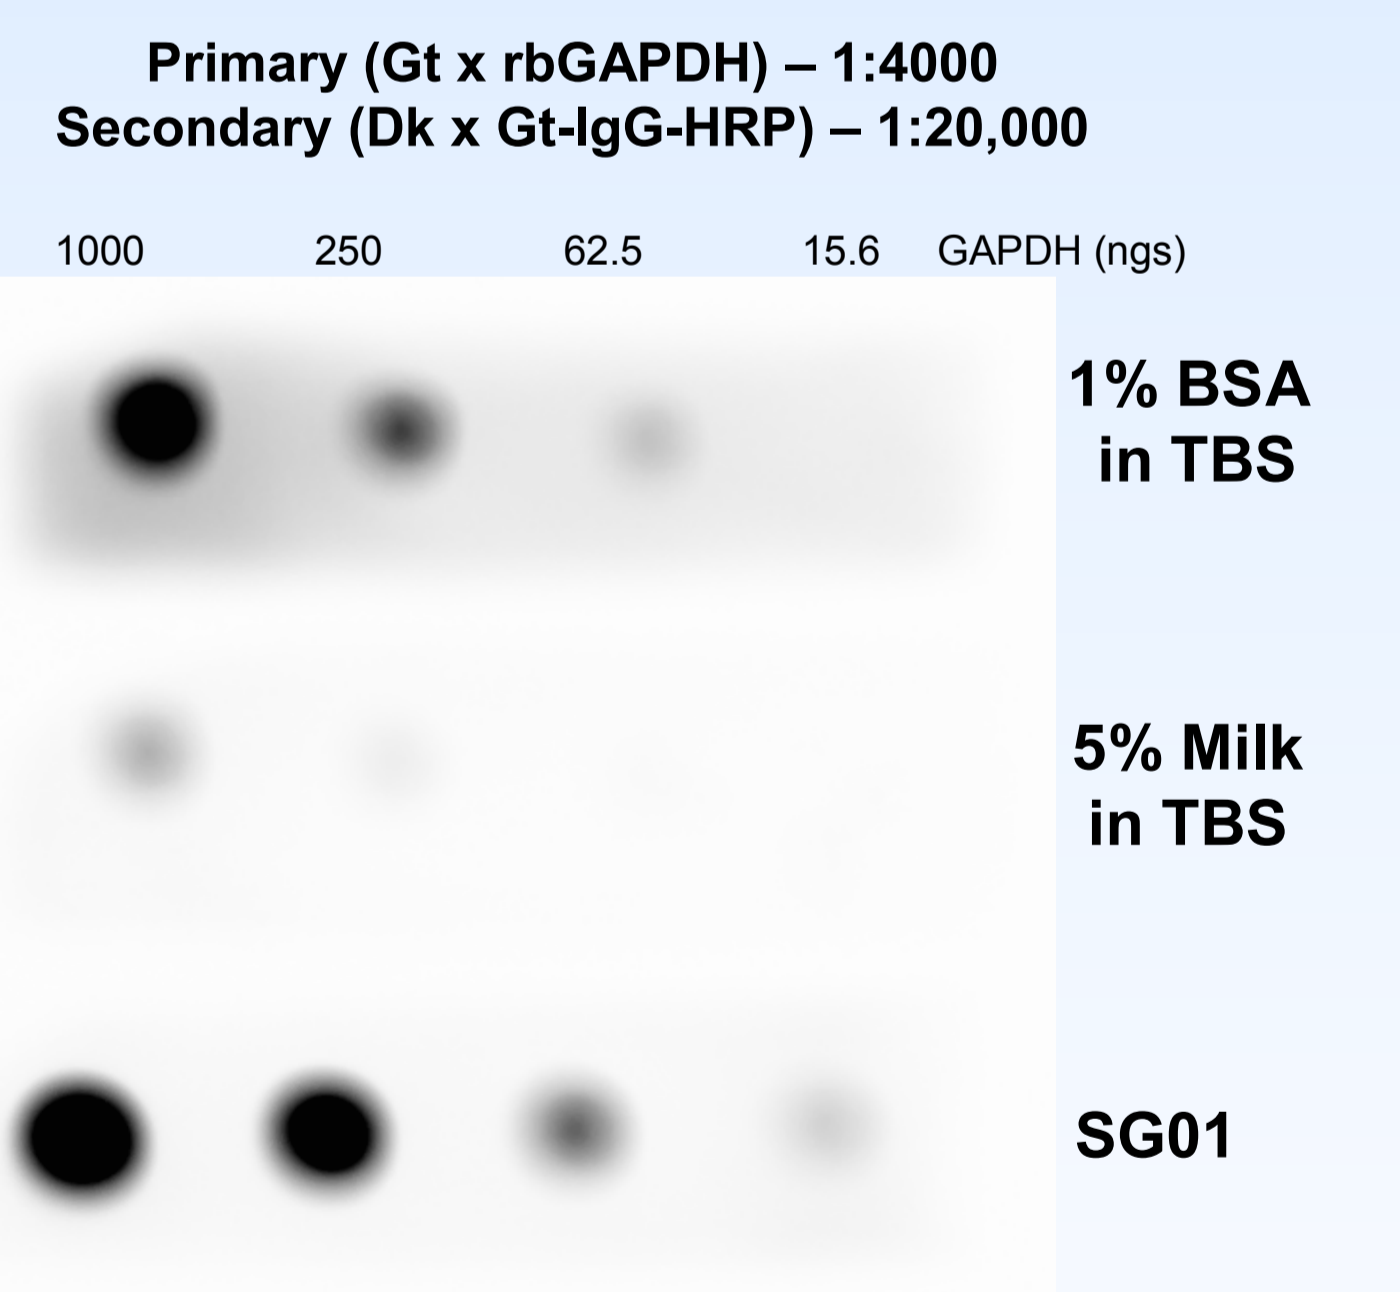 Primary (Gt x rbGAPDH) – 1:4000
Secondary (Dk x Gt-IgG-HRP) – 1:20,000
1000 250 62.5 15.6 GAPDH (ngs)
1% BSA
in TBS
5% Milk
in TBS
SG01